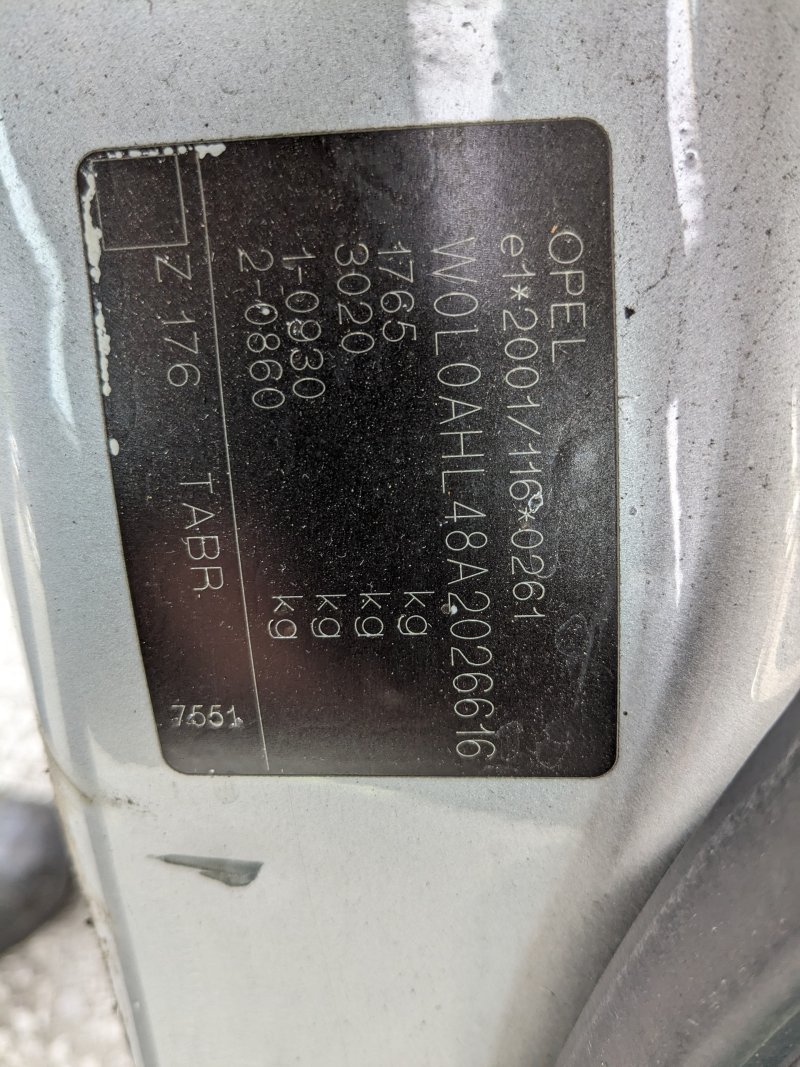 OPEL
e1*2001/116*0261
W0L0AHL48A2026616
1765 kg
3020 kg
1-0930 kg
2-0860 kg
Z 176 TABR 7551